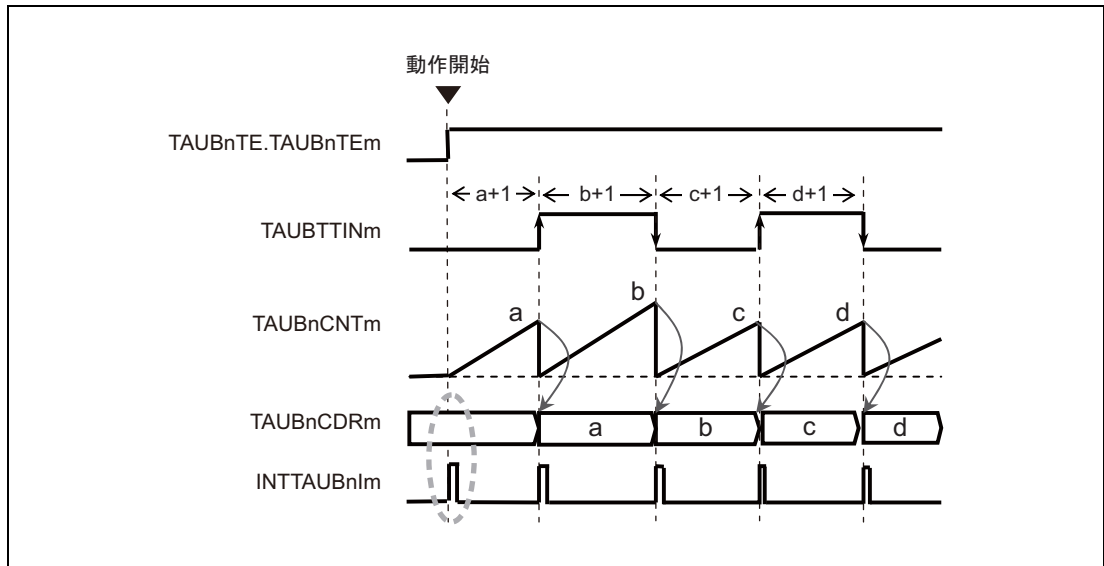 動作開始
TAUBnTE.TAUBnTEm
a+1 b+1 c+1 d+1
TAUBTTINm
a b c d
TAUBnCNTm
TAUBnCDRm
a b c d
INTTAUBnIm